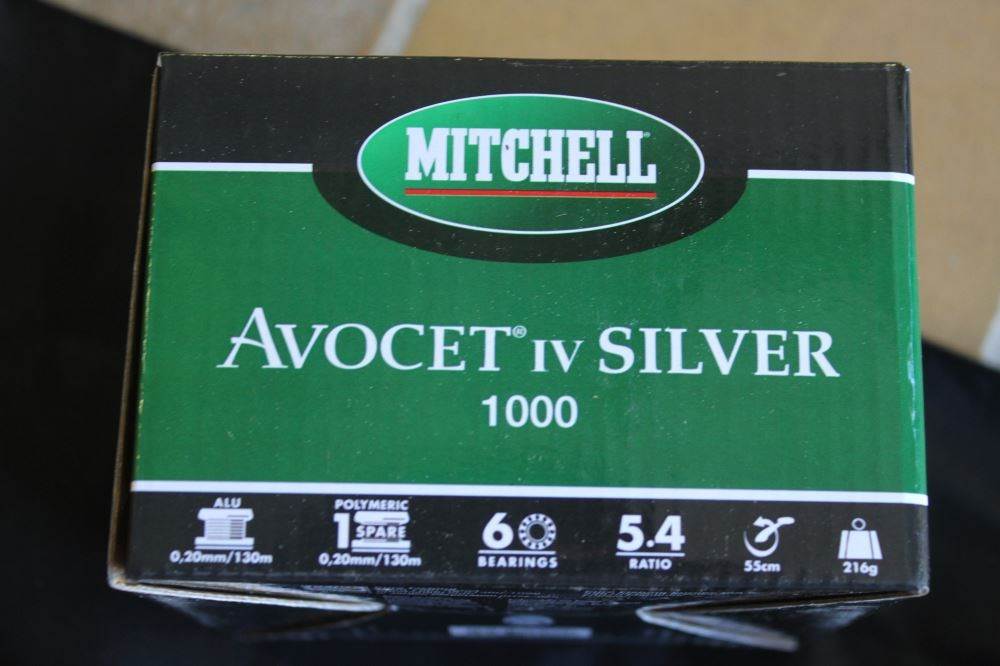 MITCHELL®
AVOCET® IV SILVER
1000
ALU
0,20mm/130m
POLYMERIC
1 SPARE
0,20mm/130m
6
BEARINGS
5.4
RATIO
55cm
216g